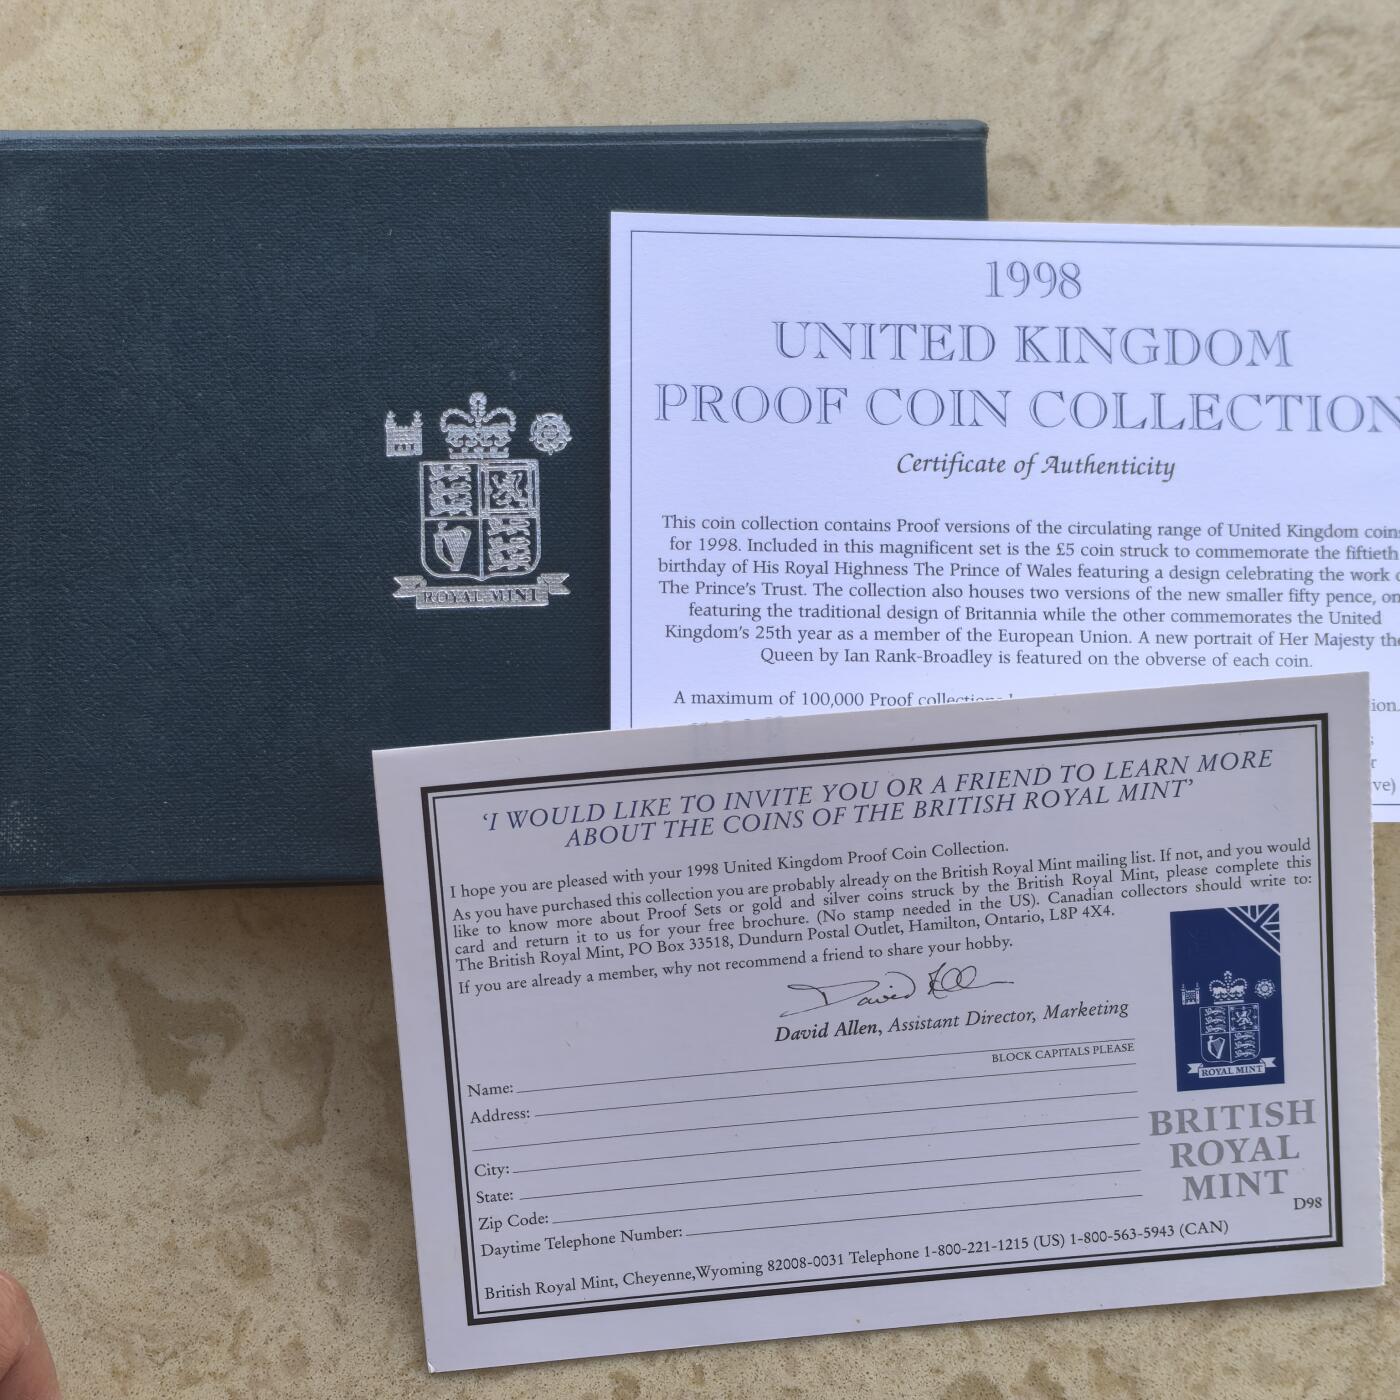 ROYAL MINT
1998
UNITED KINGDOM
PROOF COIN COLLECTION
Certificate of Authenticity
This coin collection contains Proof versions of the circulating range of United Kingdom coin
for 1998. Included in this magnificent set is the £5 coin struck to commemorate the fiftieth
birthday of His Royal Highness The Prince of Wales featuring a design celebrating the work
The Prince's Trust. The collection also houses two versions of the new smaller fifty pence, on
featuring the traditional design of Britannia while the other commemorates the United
Kingdom's 25th year as a member of the European Union. A new portrait of Her Majesty the
Queen by Ian Rank-Broadley is featured on the obverse of each coin.
A maximum of 100,000 Proof collections
ion.
r
ve)
'I WOULD LIKE TO INVITE YOU OR A FRIEND TO LEARN MORE
ABOUT THE COINS OF THE BRITISH ROYAL MINT'
I hope you are pleased with your 1998 United Kingdom Proof Coin Collection.
As you have purchased this collection you are probably already on the British Royal Mint mailing list. If not, and you would
like to know more about Proof Sets or gold and silver coins struck by the British Royal Mint, please complete this
card and return it to us for your free brochure. (No stamp needed in the US). Canadian collectors should write to:
The British Royal Mint, PO Box 33518, Dundurn Postal Outlet, Hamilton, Ontario, L8P 4X4.
If you are already a member, why not recommend a friend to share your hobby.
David Allen
David Allen, Assistant Director, Marketing
BLOCK CAPITALS PLEASE
Name:
Address:
City:
State:
Zip Code:
Daytime Telephone Number:
British Royal Mint, Cheyenne, Wyoming 82008-0031 Telephone 1-800-221-1215 (US) 1-800-563-5943 (CAN)
ROYAL MINT
BRITISH
ROYAL
MINT
D98